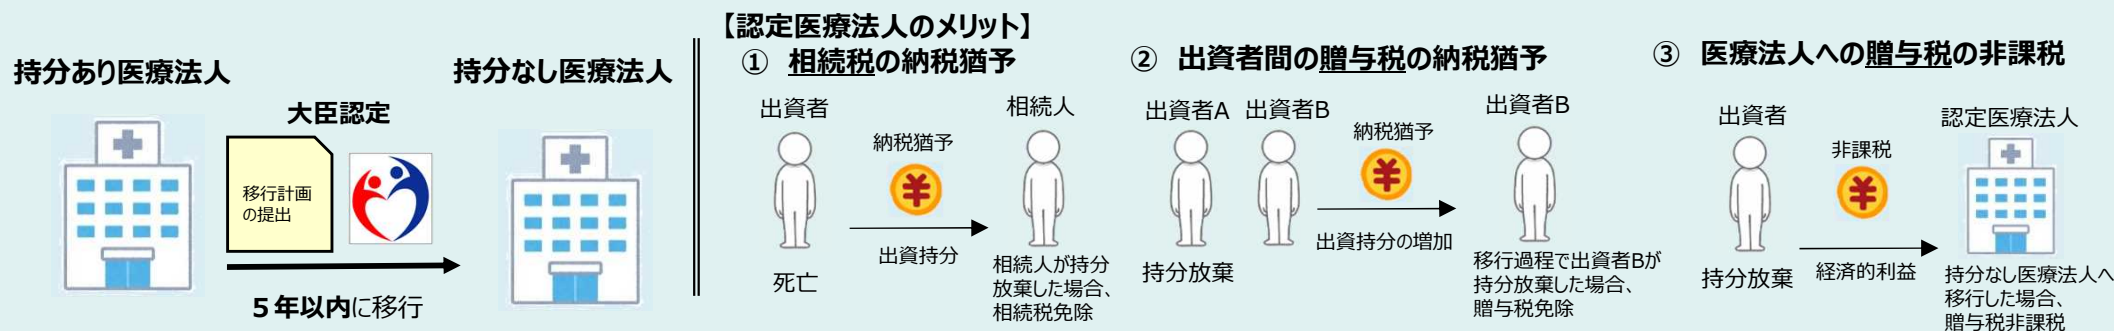 持分あり医療法人
大臣認定
移行計画
の提出
5年以内に移行
持分なし医療法人
【認定医療法人のメリット】
① 相続税の納税猶予
出資者
死亡
納税猶予
¥
出資持分
相続人
相続人が持分
放棄した場合、
相続税免除
② 出資者間の贈与税の納税猶予
出資者A
出資者B
持分放棄
納税猶予
¥
出資持分の増加
出資者B
移行過程で出資者Bが
持分放棄した場合、
贈与税免除
③ 医療法人への贈与税の非課税
出資者
持分放棄
非課税
¥
経済的利益
認定医療法人
持分なし医療法人へ
移行した場合、
贈与税非課税